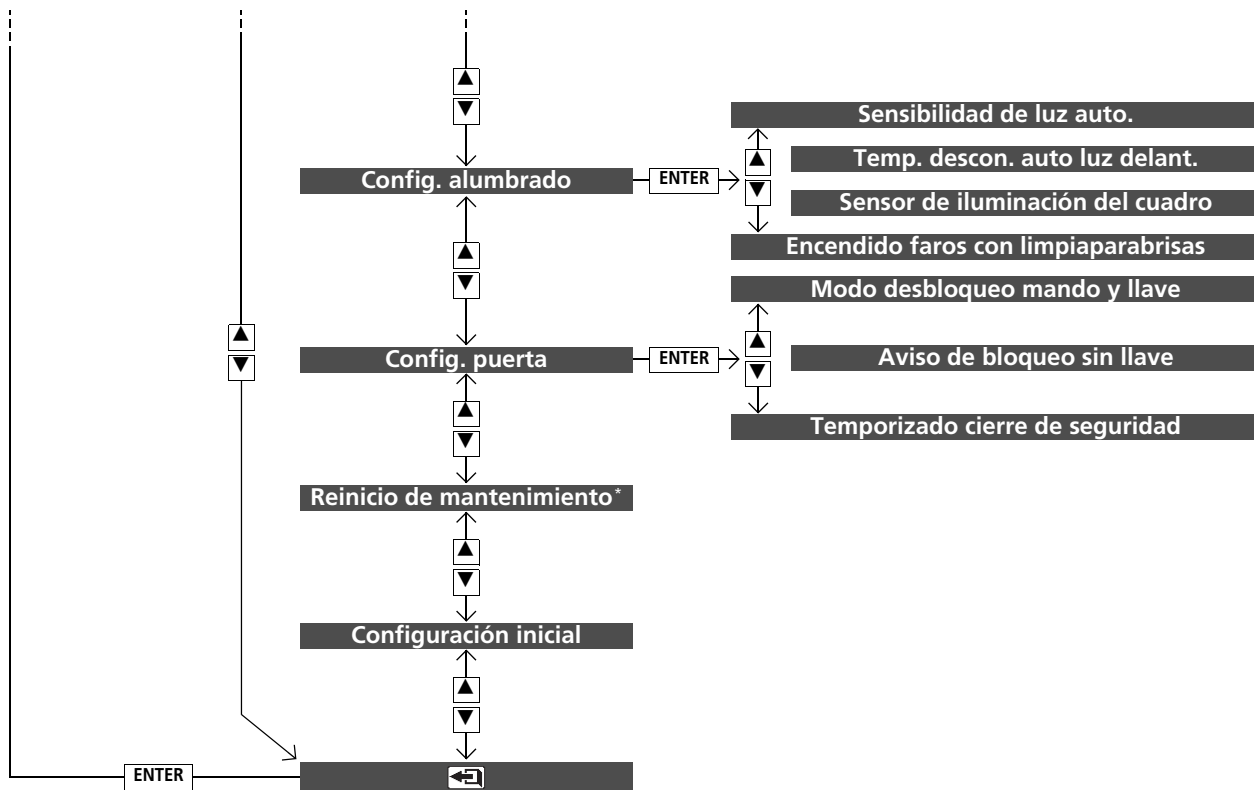 Sensibilidad de luz auto.
Config. alumbrado
ENTER
Temp. descon. auto luz delant.
Sensor de iluminación del cuadro
Encendido faros con limpiaparabrisas
Modo desbloqueo mando y llave
Config. puerta
ENTER
Aviso de bloqueo sin llave
Temporizado cierre de seguridad
Reinicio de mantenimiento*
Configuración inicial
ENTER